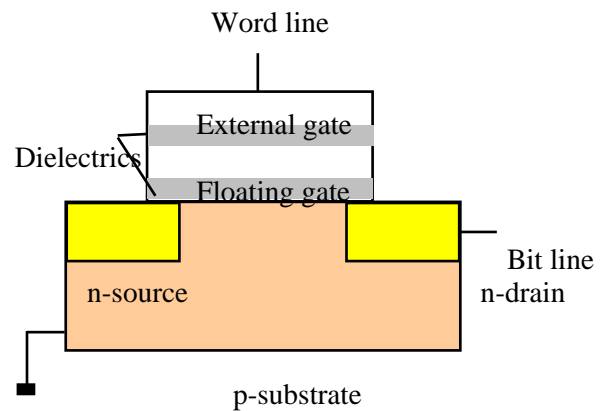 Word line
External gate
Dielectrics
Floating gate
Bit line
n-source
n-drain
p-substrate